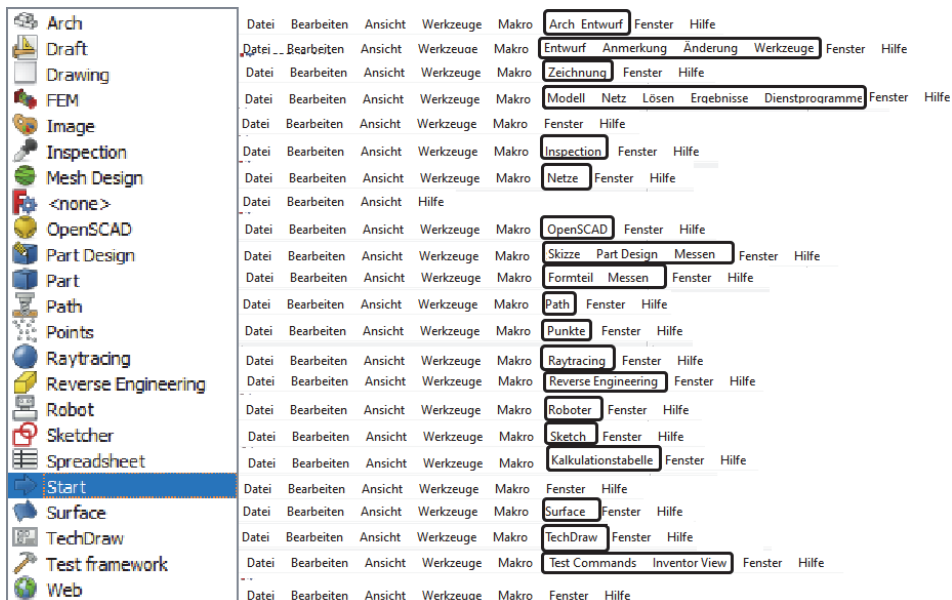 Arch Datei Bearbeiten Ansicht Werkzeuge Makro Arch Entwurf Fenster Hilfe
Draft Datei Bearbeiten Ansicht Werkzeuge Makro Entwurf Anmerkung Änderung Werkzeuge Fenster Hilfe
Drawing Datei Bearbeiten Ansicht Werkzeuge Makro Zeichnung Fenster Hilfe
FEM Datei Bearbeiten Ansicht Werkzeuge Makro Modell Netz Lösen Ergebnisse Dienstprogramme Fenster Hilfe
Image Datei Bearbeiten Ansicht Werkzeuge Makro Fenster Hilfe
Inspection Datei Bearbeiten Ansicht Werkzeuge Makro Inspection Fenster Hilfe
Mesh Design Datei Bearbeiten Ansicht Werkzeuge Makro Netze Fenster Hilfe
<none> Datei Bearbeiten Ansicht Hilfe
OpenSCAD Datei Bearbeiten Ansicht Werkzeuge Makro OpenSCAD Fenster Hilfe
Part Design Datei Bearbeiten Ansicht Werkzeuge Makro Skizze Part Design Messen Fenster Hilfe
Part Datei Bearbeiten Ansicht Werkzeuge Makro Formteil Messen Fenster Hilfe
Path Datei Bearbeiten Ansicht Werkzeuge Makro Path Fenster Hilfe
Points Datei Bearbeiten Ansicht Werkzeuge Makro Punkte Fenster Hilfe
Raytracing Datei Bearbeiten Ansicht Werkzeuge Makro Raytracing Fenster Hilfe
Reverse Engineering Datei Bearbeiten Ansicht Werkzeuge Makro Reverse Engineering Fenster Hilfe
Robot Datei Bearbeiten Ansicht Werkzeuge Makro Roboter Fenster Hilfe
Sketcher Datei Bearbeiten Ansicht Werkzeuge Makro Sketch Fenster Hilfe
Spreadsheet Datei Bearbeiten Ansicht Werkzeuge Makro Kalkulationstabelle Fenster Hilfe
Start Datei Bearbeiten Ansicht Werkzeuge Makro Fenster Hilfe
Surface Datei Bearbeiten Ansicht Werkzeuge Makro Surface Fenster Hilfe
TechDraw Datei Bearbeiten Ansicht Werkzeuge Makro TechDraw Fenster Hilfe
Test framework Datei Bearbeiten Ansicht Werkzeuge Makro Test Commands Inventor View Fenster Hilfe
Web Datei Bearbeiten Ansicht Werkzeuge Makro Fenster Hilfe